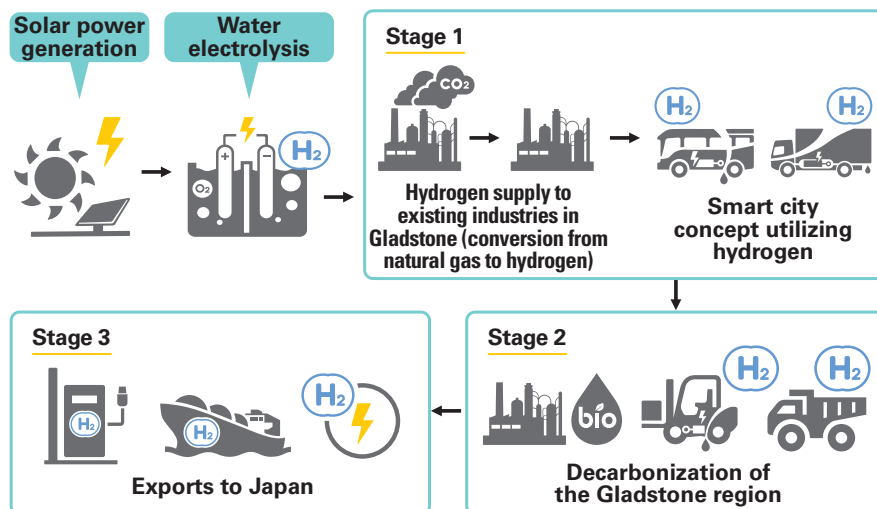 Solar power
generation
Water
electrolysis
+
−
O₂
H₂
Stage 1
CO₂
Hydrogen supply to
existing industries in
Gladstone (conversion from
natural gas to hydrogen)
H₂
H₂
Smart city
concept utilizing
hydrogen
Stage 3
H₂
H₂
H₂
Exports to Japan
Stage 2
bio
H₂
H₂
Decarbonization of
the Gladstone region